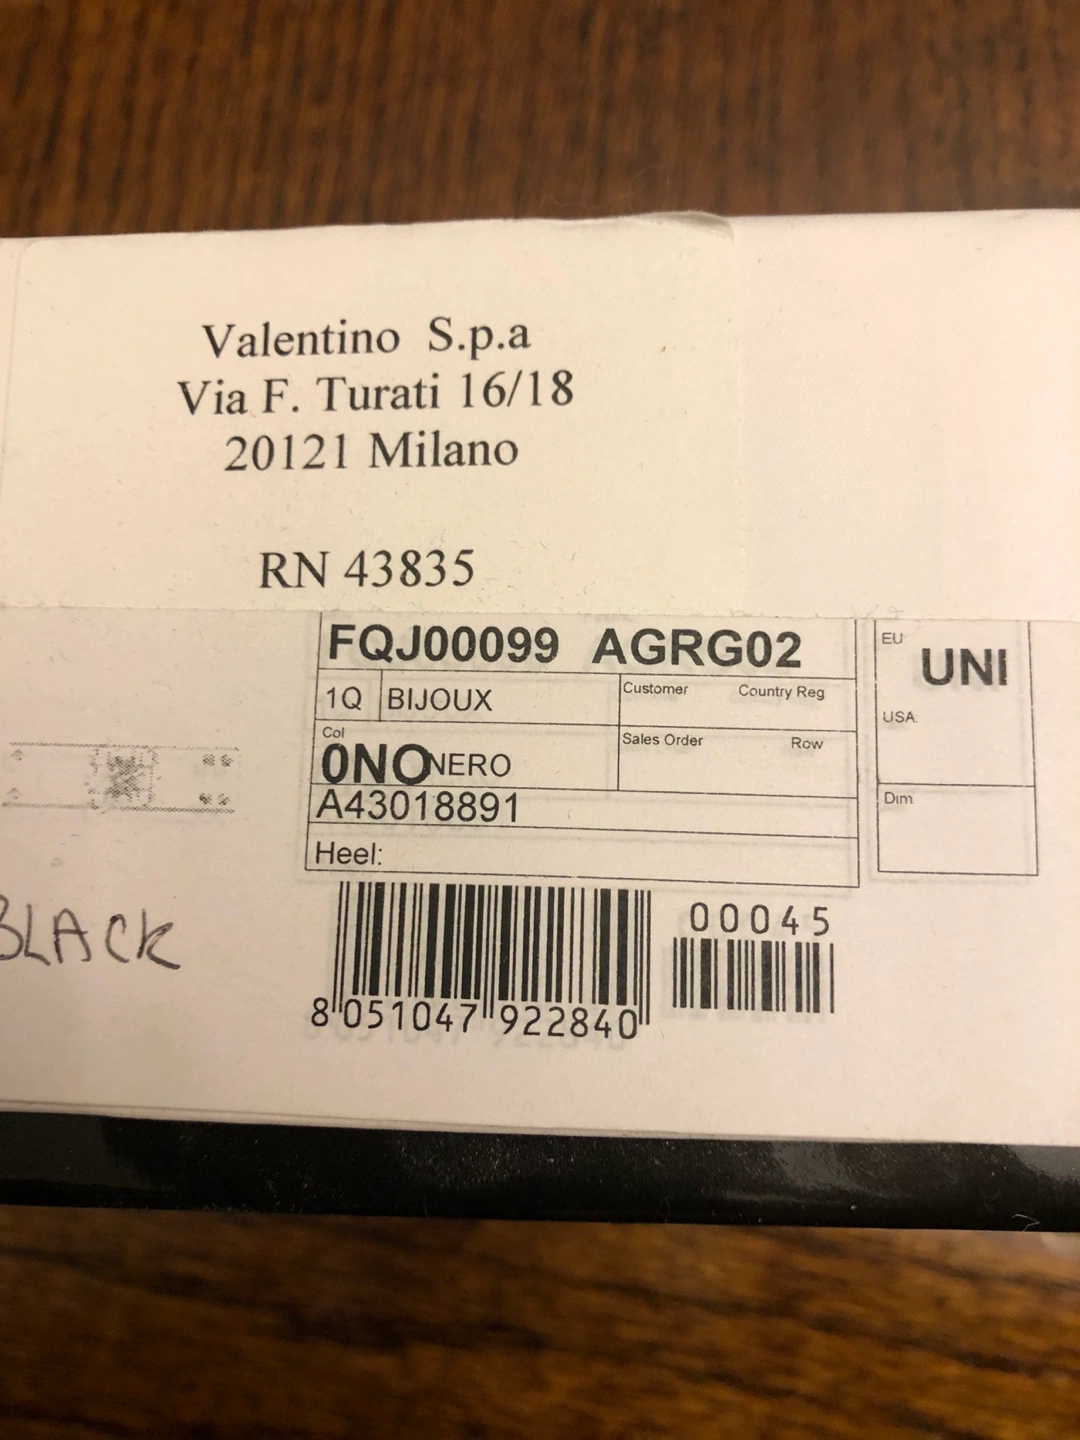 Valentino S.p.a
Via F. Turati 16/18
20121 Milano
RN 43835
FQJ00099 AGRG02
1Q BIJOUX
Customer Country Reg
Col
0NO NERO
Sales Order Row
A43018891
Heel:
EU UNI
USA
Dim
BLACK
00045
8 051047 922840